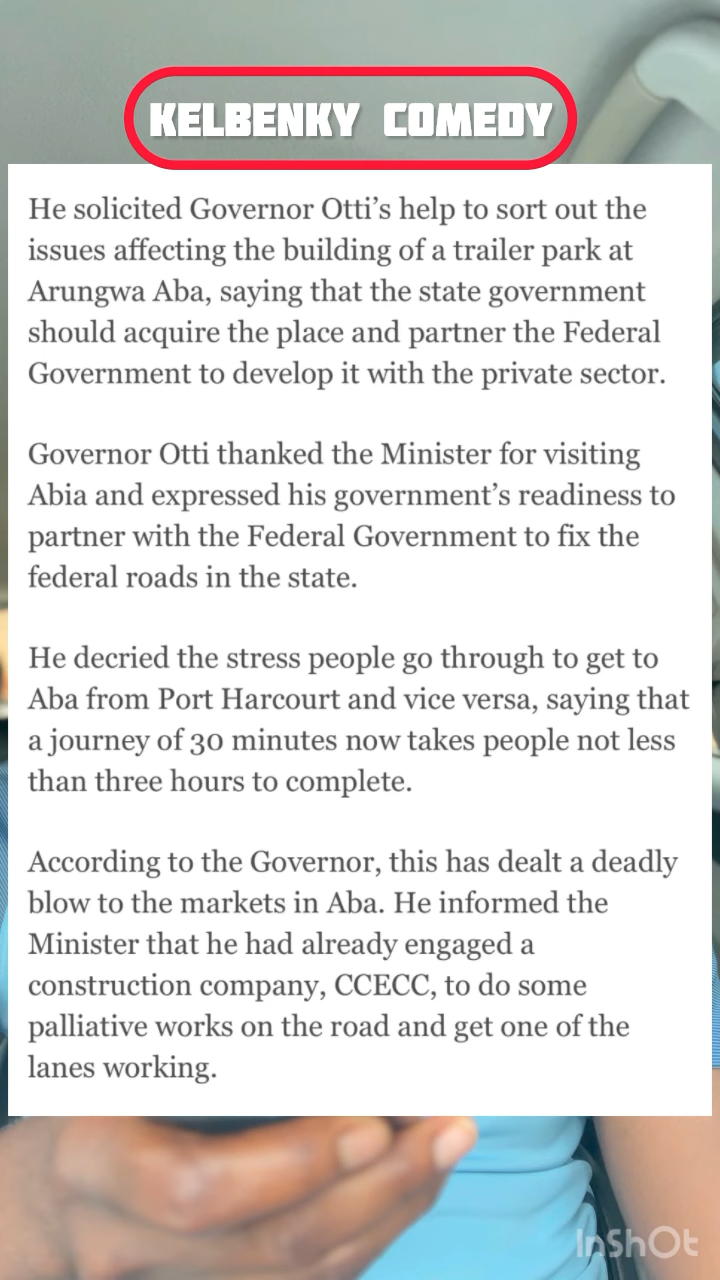 KELBENKY COMEDY
He solicited Governor Otti’s help to sort out the
issues affecting the building of a trailer park at
Arungwa Aba, saying that the state government
should acquire the place and partner the Federal
Government to develop it with the private sector.
Governor Otti thanked the Minister for visiting
Abia and expressed his government’s readiness to
partner with the Federal Government to fix the
federal roads in the state.
He decried the stress people go through to get to
Aba from Port Harcourt and vice versa, saying that
a journey of 30 minutes now takes people not less
than three hours to complete.
According to the Governor, this has dealt a deadly
blow to the markets in Aba. He informed the
Minister that he had already engaged a
construction company, CCECC, to do some
palliative works on the road and get one of the
lanes working.
InShOt